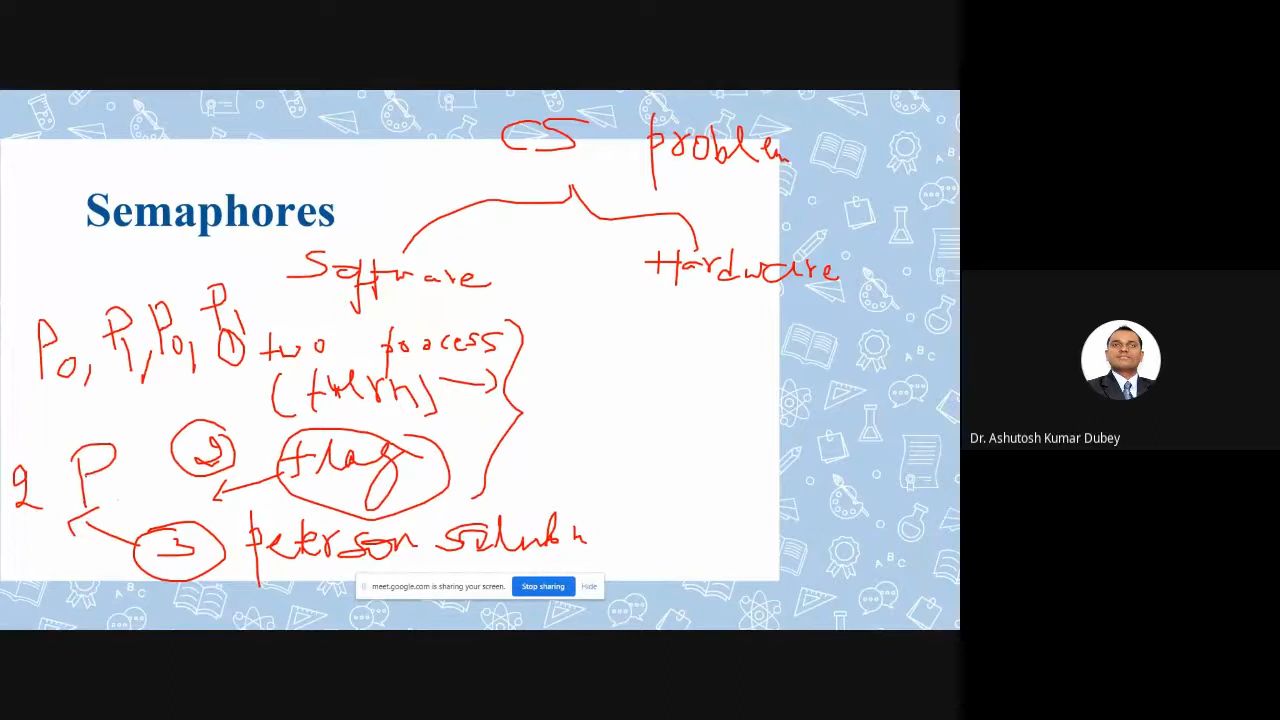 CS problem
Semaphores
Software Hardware
P0, P1, P0, P1
① two process
(turn)
② flag
2 P
③ peterson solution
meet.google.com is sharing your screen. Stop sharing Hide
Dr. Ashutosh Kumar Dubey